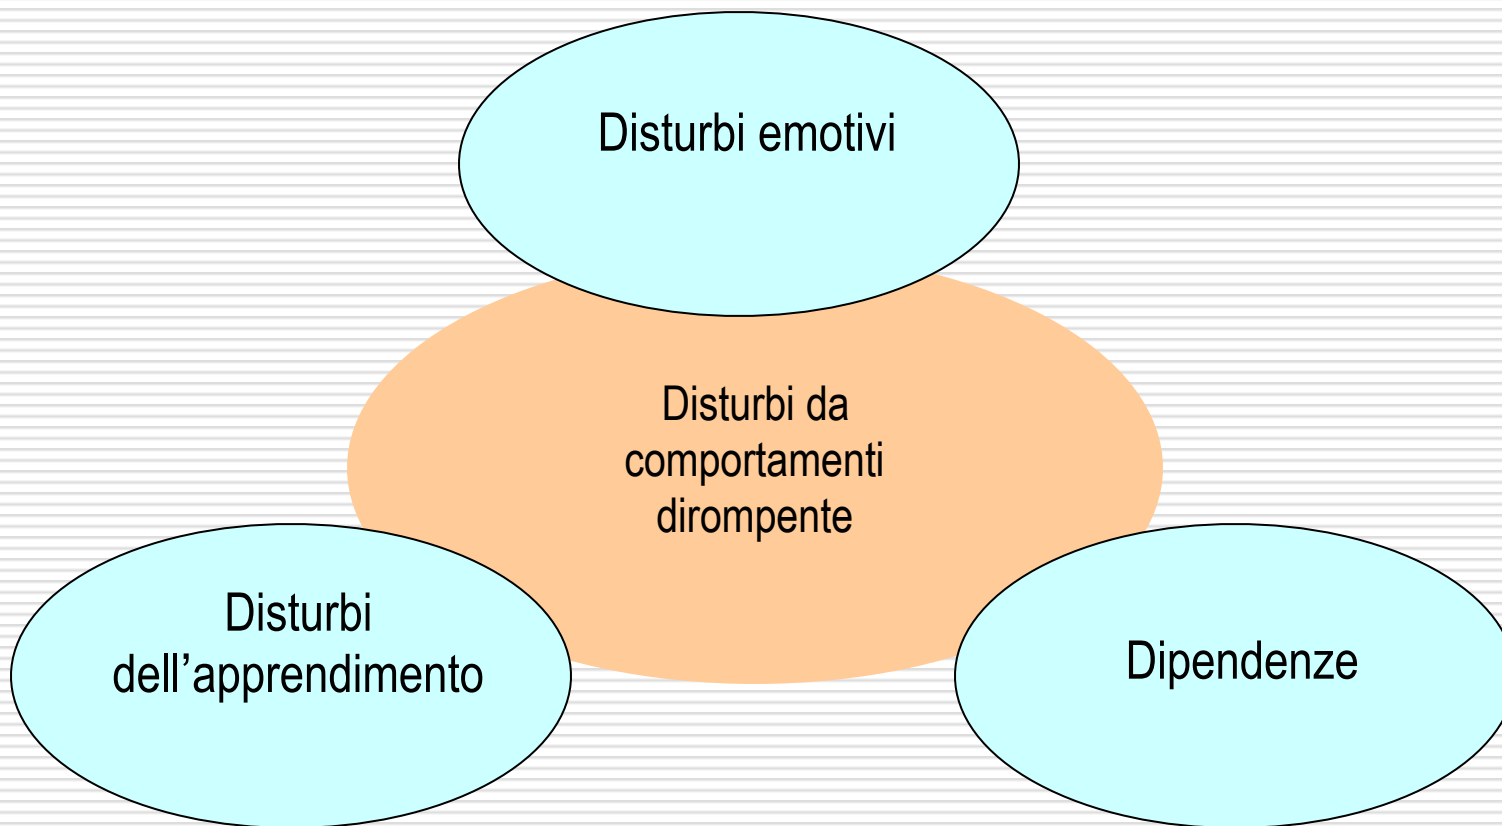 Disturbi emotivi
Disturbi da
comportamenti
dirompente
Disturbi
dell’apprendimento
Dipendenze